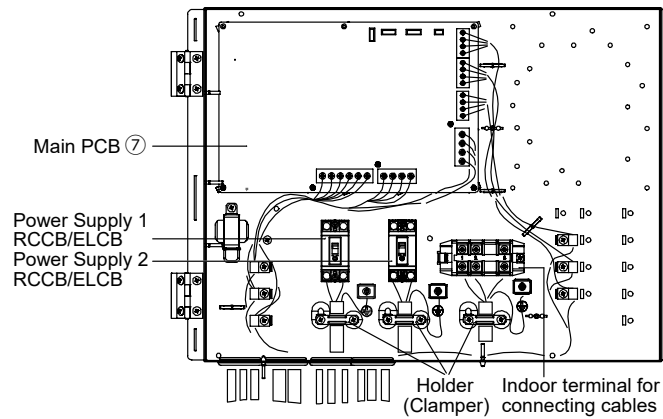 Main PCB ⑦
Power Supply 1
RCCB/ELCB
Power Supply 2
RCCB/ELCB
Holder
(Clamper)
Indoor terminal for
connecting cables